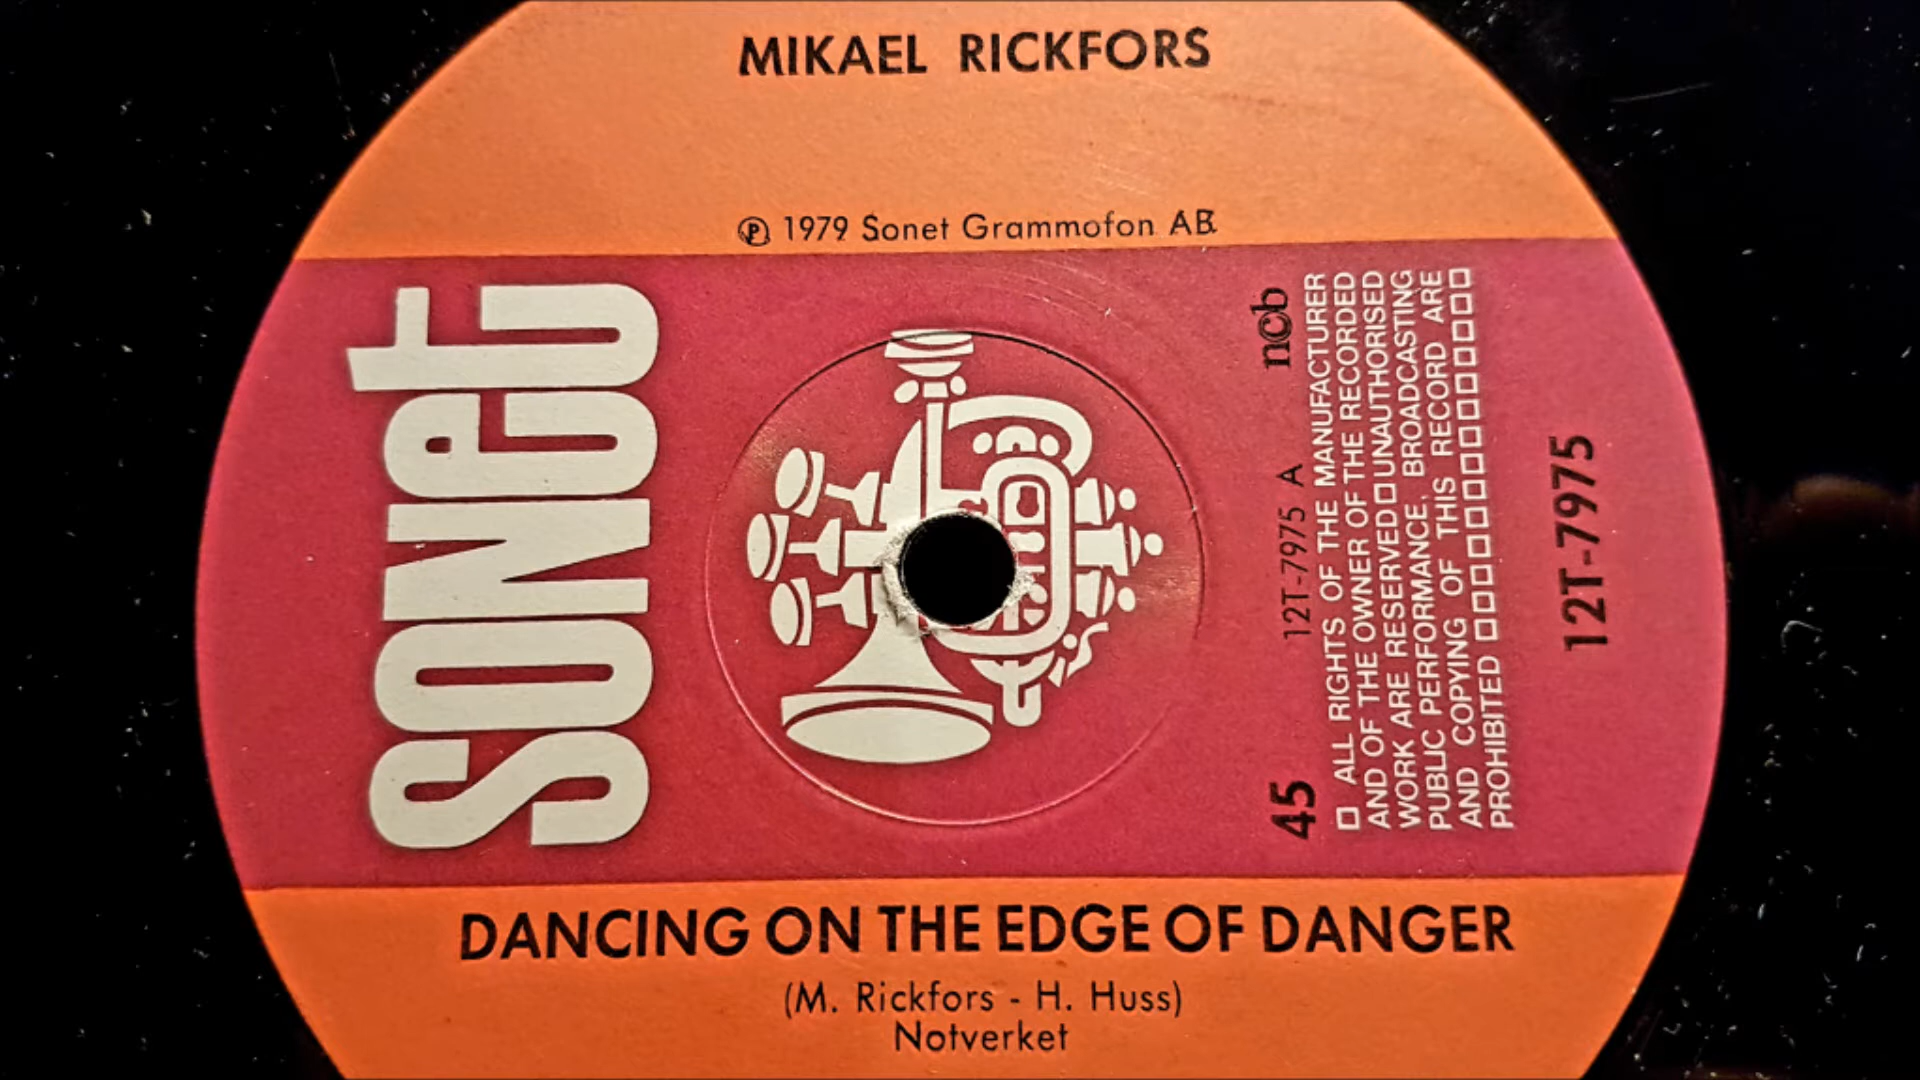 MIKAEL RICKFORS
℗ 1979 Sonet Grammofon AB
sonet
45 12T-7975 A ncb
□ ALL RIGHTS OF THE MANUFACTURER
AND OF THE OWNER OF THE RECORDED
WORK ARE RESERVED□UNAUTHORISED
PUBLIC PERFORMANCE, BROADCASTING
AND COPYING OF THIS RECORD ARE
PROHIBITED □□□□□□□□□□□□□□
12T-7975
DANCING ON THE EDGE OF DANGER
(M. Rickfors - H. Huss)
Notverket